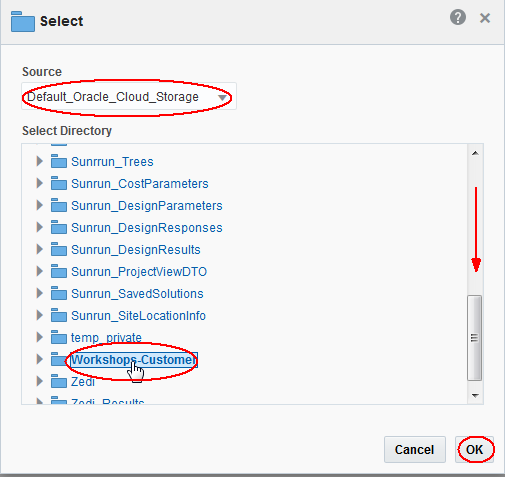 Select
Source
Default_Oracle_Cloud_Storage
Select Directory
Sunrrun_Trees
Sunrun_CostParameters
Sunrun_DesignParameters
Sunrun_DesignResponses
Sunrun_DesignResults
Sunrun_ProjectViewDTO
Sunrun_SavedSolutions
Sunrun_SiteLocationInfo
temp_private
Workshops-Customer
Zedi
Zedi_Results
Cancel OK